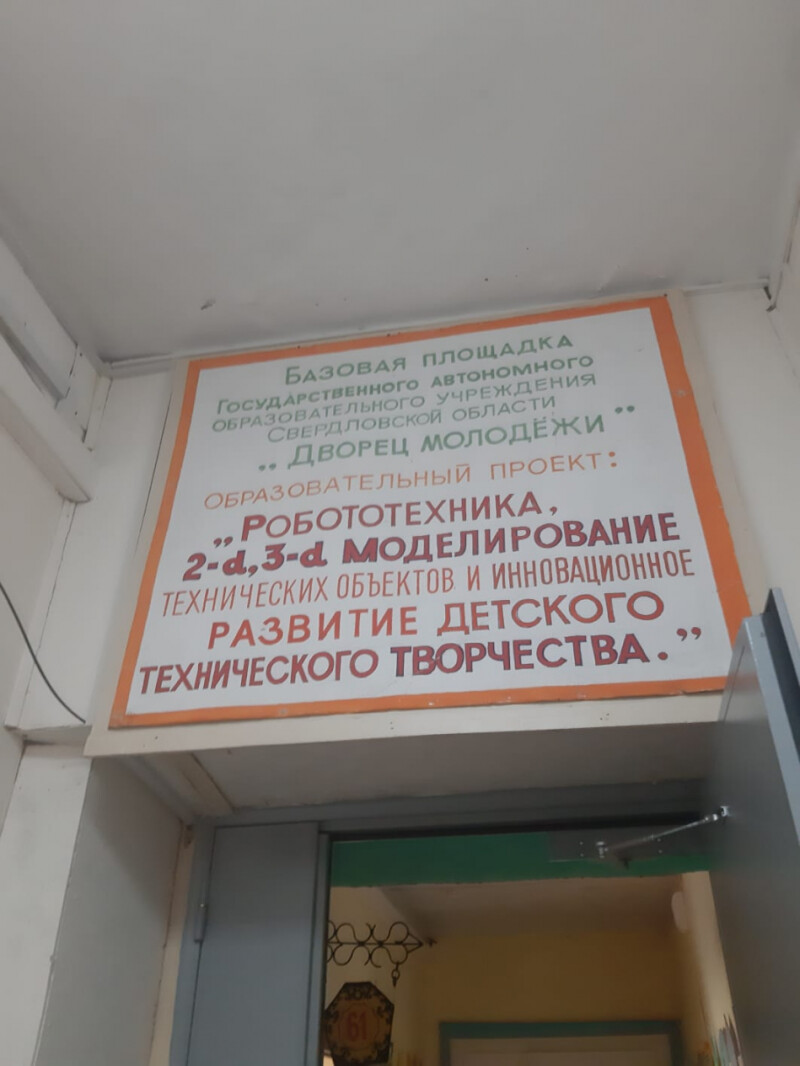 Базовая площадка
Государственного автономного
образовательного учреждения
Свердловской области
„Дворец молодёжи”
образовательный проект:
„Робототехника,
2-d, 3-d моделирование
технических объектов и инновационное
развитие детского
технического творчества.”
61